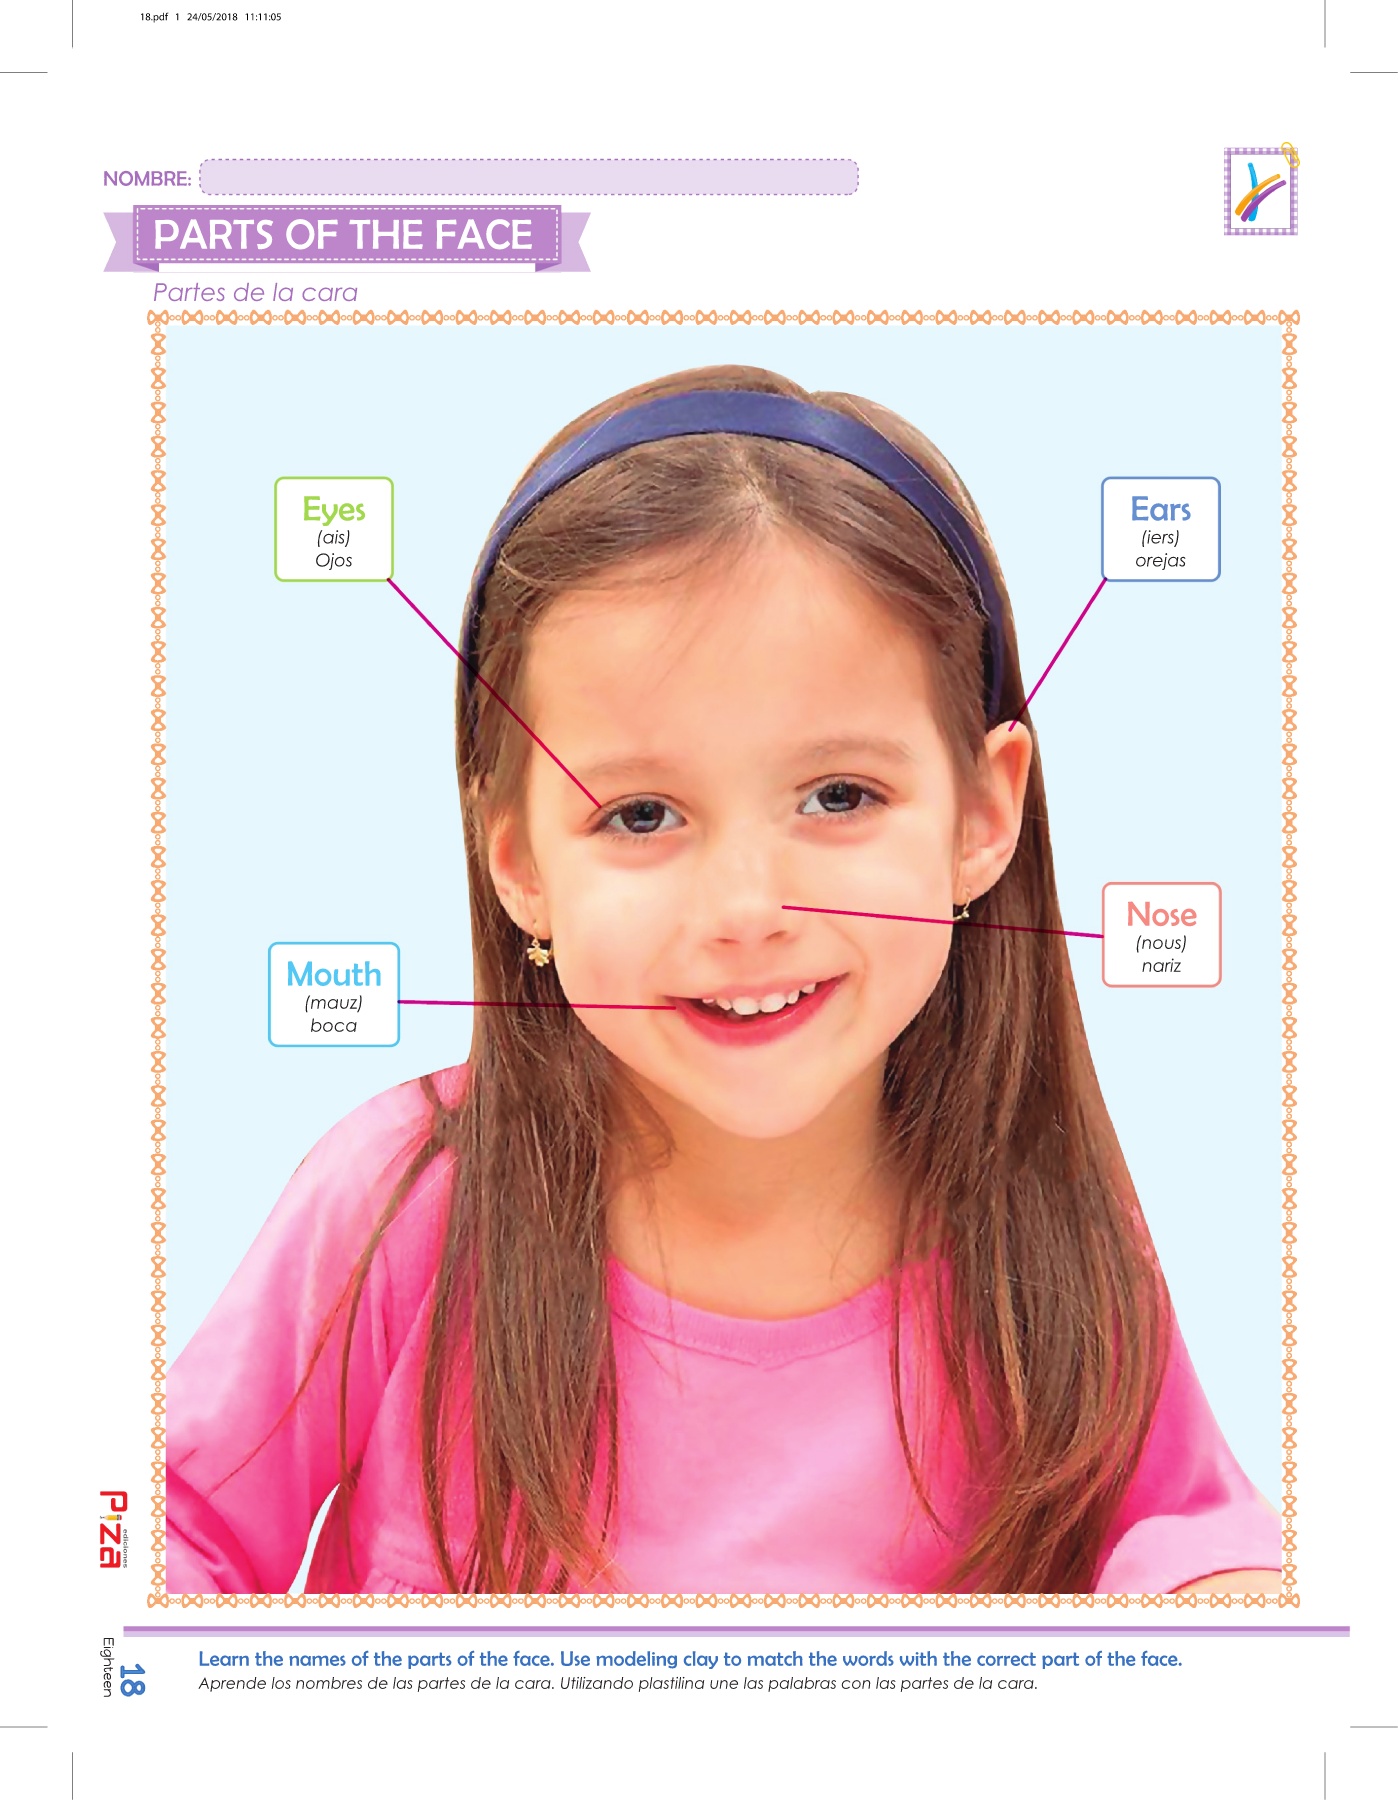 18.pdf 1 24/05/2018 11:11:05
NOMBRE:
PARTS OF THE FACE
Partes de la cara
Eyes
(ais)
Ojos
Ears
(iers)
orejas
Nose
(nous)
nariz
Mouth
(mauz)
boca
Piza
ediciones
Eighteen
18
Learn the names of the parts of the face. Use modeling clay to match the words with the correct part of the face.
Aprende los nombres de las partes de la cara. Utilizando plastilina une las palabras con las partes de la cara.